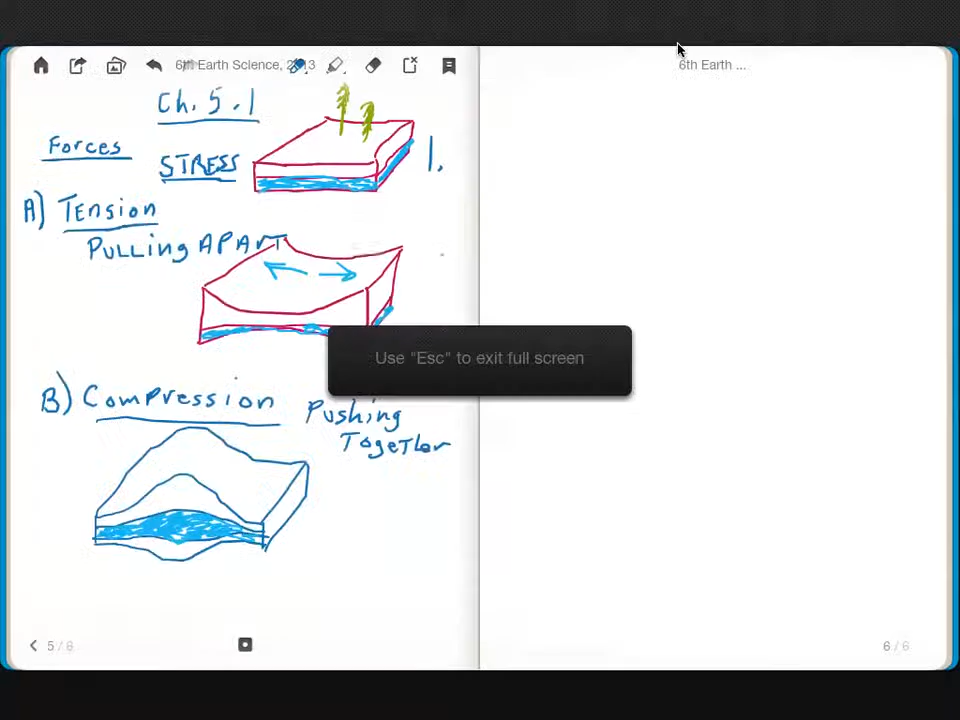 6th Earth Science, 2013
6th Earth ...
Ch. 5.1
Forces
STRESS
1.
A) Tension
PULLing APART
Use "Esc" to exit full screen
B) Compression
Pushing
Together
5 / 6
6 / 6